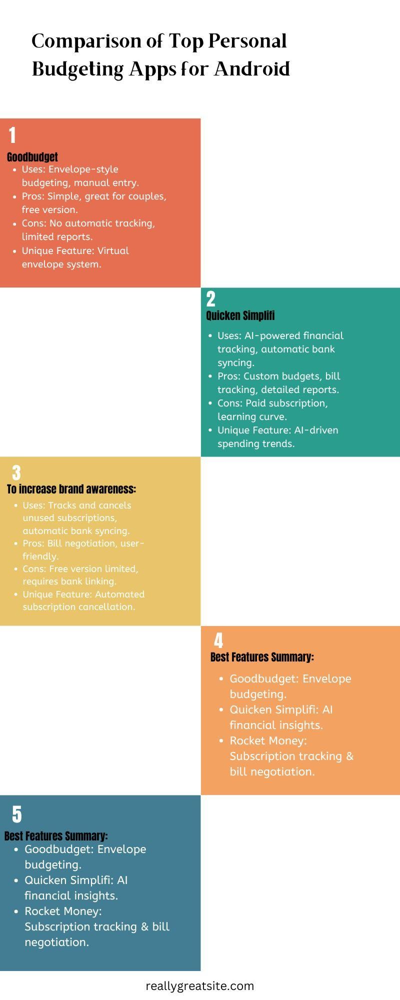 Comparison of Top Personal
Budgeting Apps for Android
1
Goodbudget
• Uses: Envelope-style
budgeting, manual entry.
• Pros: Simple, great for couples,
free version.
• Cons: No automatic tracking,
limited reports.
• Unique Feature: Virtual
envelope system.
2
Quicken Simplifi
• Uses: AI-powered financial
tracking, automatic bank
syncing.
• Pros: Custom budgets, bill
tracking, detailed reports.
• Cons: Paid subscription,
learning curve.
• Unique Feature: AI-driven
spending trends.
3
To increase brand awareness:
• Uses: Tracks and cancels
unused subscriptions,
automatic bank syncing.
• Pros: Bill negotiation, user-
friendly.
• Cons: Free version limited,
requires bank linking.
• Unique Feature: Automated
subscription cancellation.
4
Best Features Summary:
• Goodbudget: Envelope
budgeting.
• Quicken Simplifi: AI
financial insights.
• Rocket Money:
Subscription tracking &
bill negotiation.
5
Best Features Summary:
• Goodbudget: Envelope
budgeting.
• Quicken Simplifi: AI
financial insights.
• Rocket Money:
Subscription tracking & bill
negotiation.
reallygreatsite.com